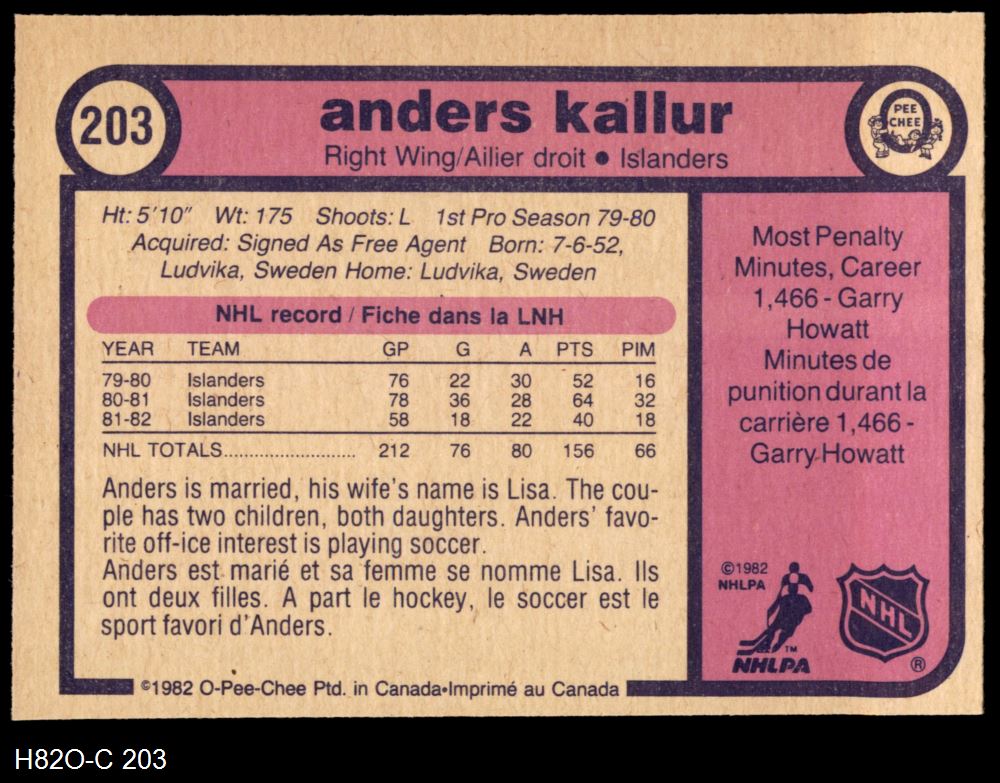 203
anders kallur
Right Wing/Ailier droit ● Islanders
O
PEE
CHEE
Ht: 5'10" Wt: 175 Shoots: L 1st Pro Season 79-80
Acquired: Signed As Free Agent Born: 7-6-52,
Ludvika, Sweden Home: Ludvika, Sweden
NHL record / Fiche dans la LNH
YEAR TEAM GP G A PTS PIM
79-80 Islanders 76 22 30 52 16
80-81 Islanders 78 36 28 64 32
81-82 Islanders 58 18 22 40 18
NHL TOTALS......................... 212 76 80 156 66
Anders is married, his wife's name is Lisa. The cou-
ple has two children, both daughters. Anders' favo-
rite off-ice interest is playing soccer.
Anders est marié et sa femme se nomme Lisa. Ils
ont deux filles. A part le hockey, le soccer est le
sport favori d'Anders.
©1982 O-Pee-Chee Ptd. in Canada•Imprimé au Canada
Most Penalty
Minutes, Career
1,466 - Garry
Howatt
Minutes de
punition durant la
carrière 1,466 -
Garry Howatt
©1982
NHLPA
TM
NHLPA
NHL
®
H82O-C 203